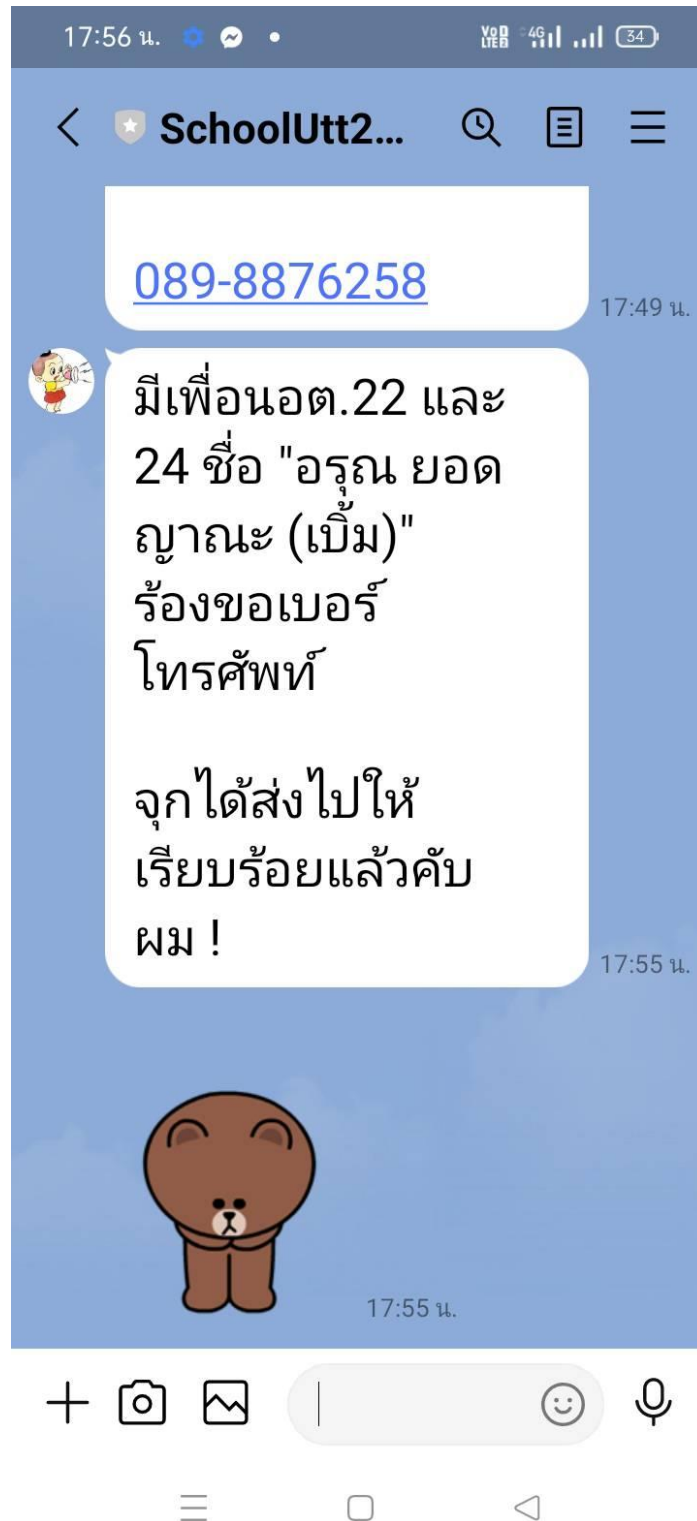 17:56 น.
Vo) LTE 4G 34
SchoolUtt2...
089-8876258
17:49 น.
มีเพื่อนอต.22 และ
24 ชื่อ "อรุณ ยอด
ญาณะ (เบิ้ม)"
ร้องขอเบอร์
โทรศัพท์
จุกได้ส่งไปให้
เรียบร้อยแล้วคับ
ผม !
17:55 น.
17:55 น.